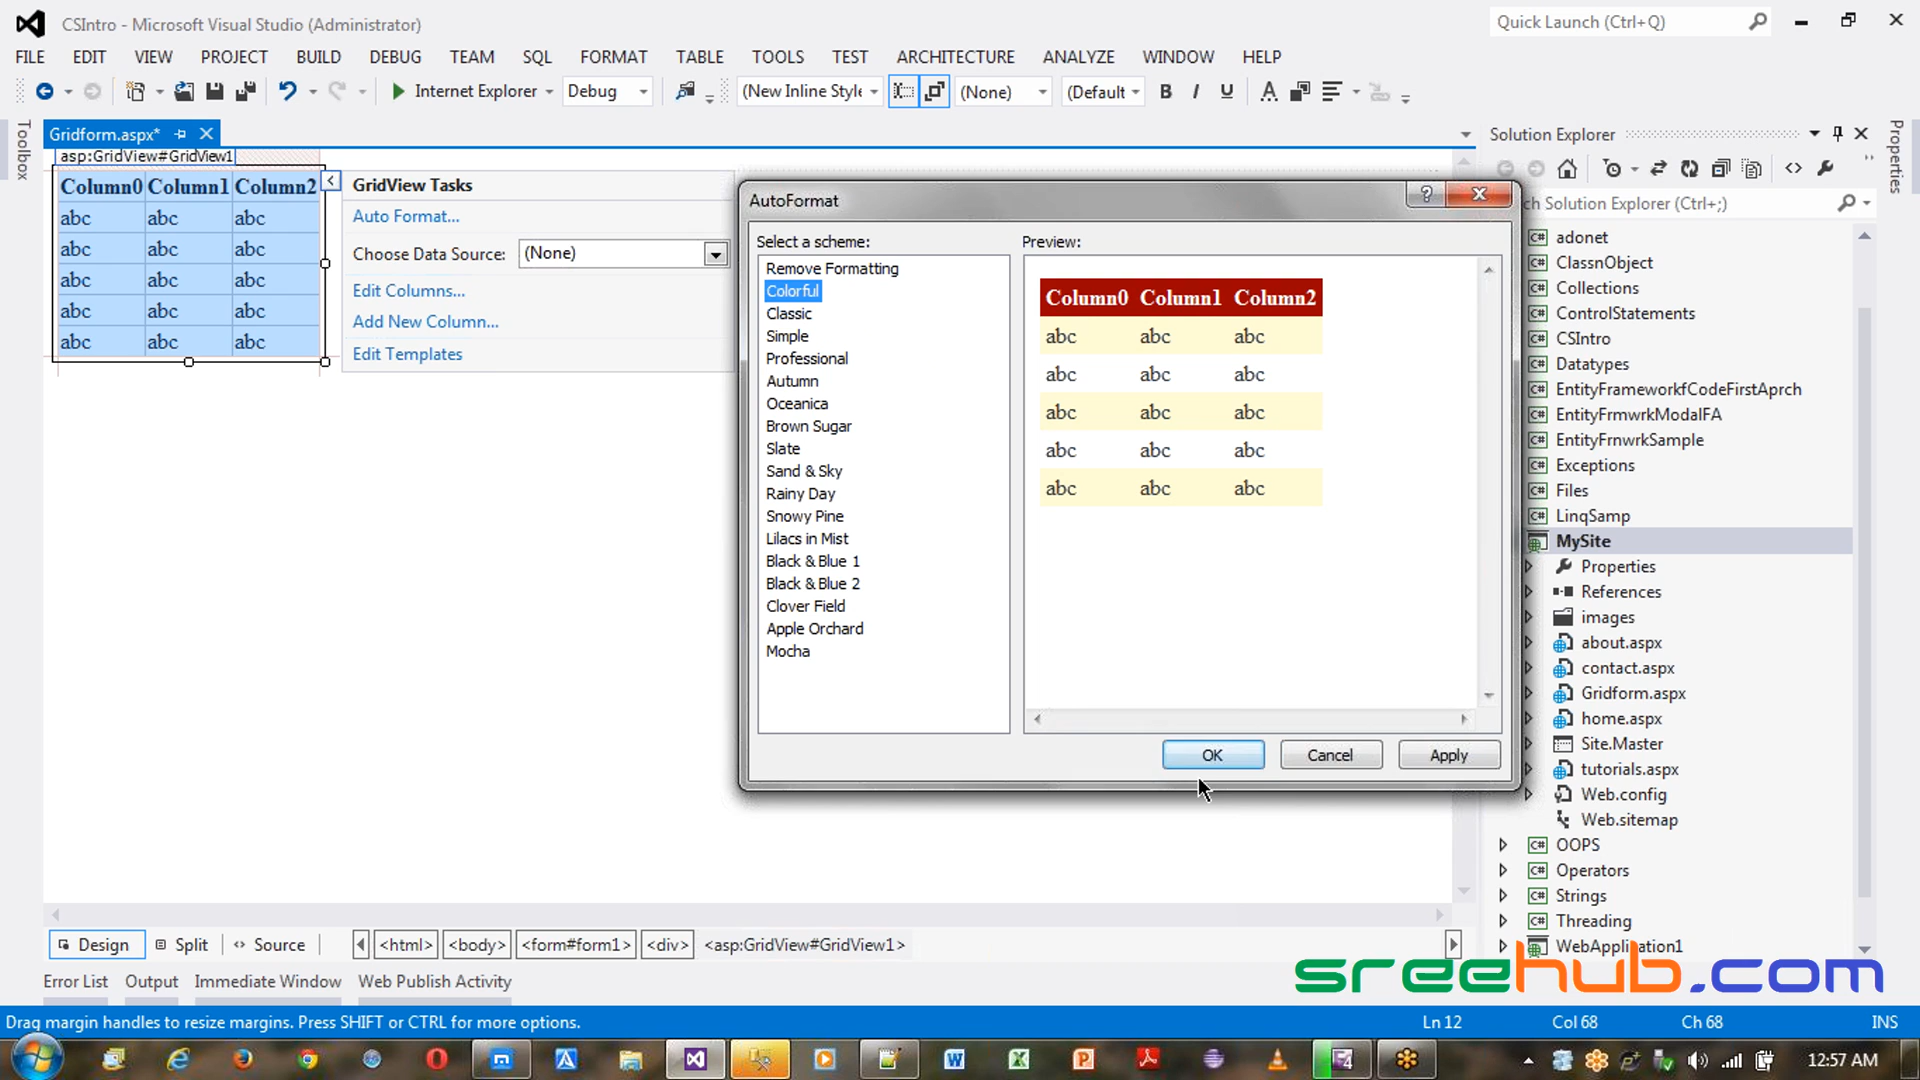 CSIntro - Microsoft Visual Studio (Administrator)
Quick Launch (Ctrl+Q)
FILE EDIT VIEW PROJECT BUILD DEBUG TEAM SQL FORMAT TABLE TOOLS TEST ARCHITECTURE ANALYZE WINDOW HELP
Internet Explorer Debug (New Inline Style (None) (Default B I U A
Toolbox
Gridform.aspx*
asp:GridView#GridView1
Column0 Column1 Column2
abc abc abc
abc abc abc
abc abc abc
abc abc abc
abc abc abc
GridView Tasks
Auto Format...
Choose Data Source: (None)
Edit Columns...
Add New Column...
Edit Templates
AutoFormat
Select a scheme:
Remove Formatting
Colorful
Classic
Simple
Professional
Autumn
Oceanica
Brown Sugar
Slate
Sand & Sky
Rainy Day
Snowy Pine
Lilacs in Mist
Black & Blue 1
Black & Blue 2
Clover Field
Apple Orchard
Mocha
Preview:
Column0 Column1 Column2
abc abc abc
abc abc abc
abc abc abc
abc abc abc
abc abc abc
OK Cancel Apply
Solution Explorer
ch Solution Explorer (Ctrl+;)
adonet
ClassnObject
Collections
ControlStatements
CSIntro
Datatypes
EntityFrameworkfCodeFirstAprch
EntityFrmwrkModalFA
EntityFrnwrkSample
Exceptions
Files
LinqSamp
MySite
Properties
References
images
about.aspx
contact.aspx
Gridform.aspx
home.aspx
Site.Master
tutorials.aspx
Web.config
Web.sitemap
OOPS
Operators
Strings
Threading
WebApplication1
Properties
Design Split Source <html> <body> <form#form1> <div> <asp:GridView#GridView1>
Error List Output Immediate Window Web Publish Activity
sreehub.com
Drag margin handles to resize margins. Press SHIFT or CTRL for more options. Ln 12 Col 68 Ch 68 INS
12:57 AM